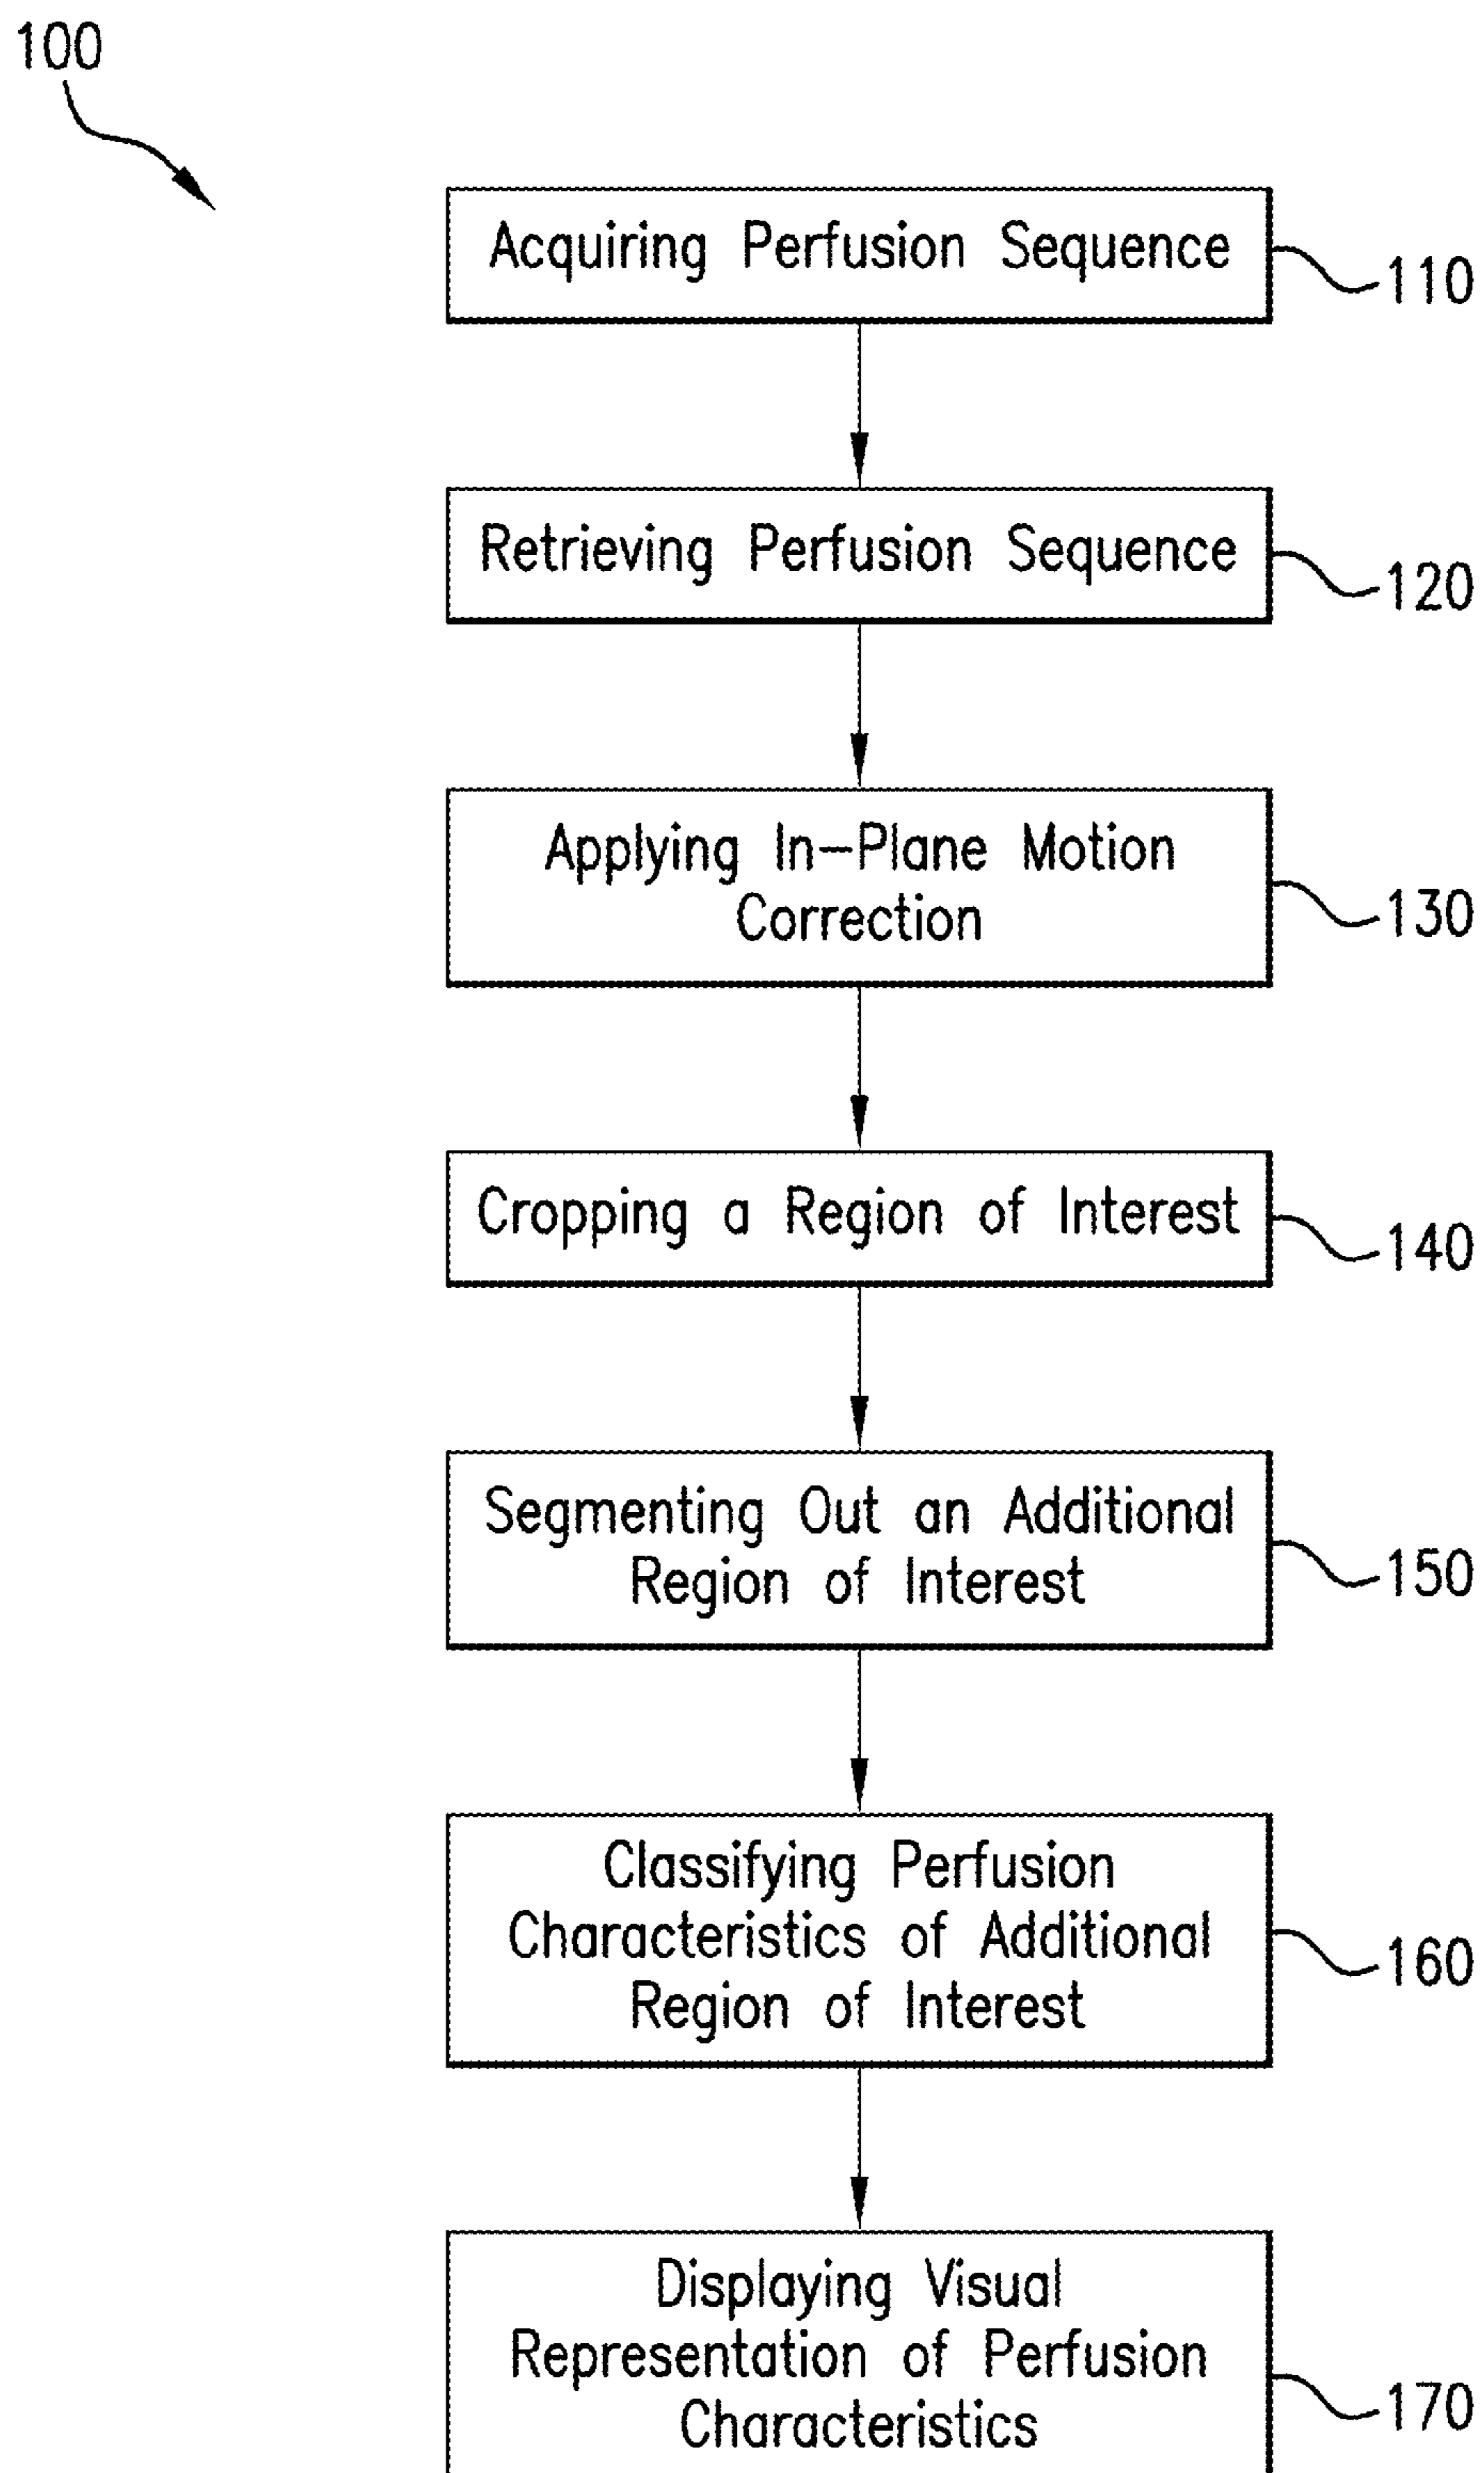 100
Acquiring Perfusion Sequence
110
Retrieving Perfusion Sequence
120
Applying In-Plane Motion
Correction
130
Cropping a Region of Interest
140
Segmenting Out an Additional
Region of Interest
150
Classifying Perfusion
Characteristics of Additional
Region of Interest
160
Displaying Visual
Representation of Perfusion
Characteristics
170